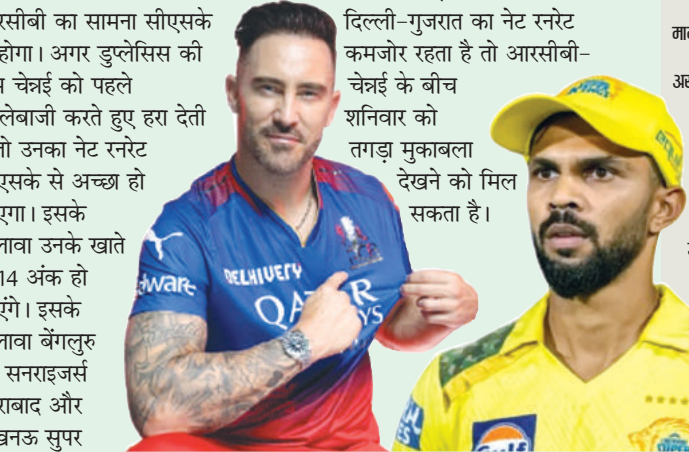 रसीबी का सामना सीएसके
होगा। अगर डुप्लेसिस की
चेन्नई को पहले
लेबाजी करते हुए हरा देती
तो उनका नेट रनरेट
एसके से अच्छा हो
एगा। इसके
लावा उनके खाते
14 अंक हो
एंगे। इसके
लावा बेंगलुरु
सनराइजर्स
राबाद और
खनऊ सुपर
दिल्ली-गुजरात का नेट रनरेट
कमजोर रहता है तो आरसीबी-
चेन्नई के बीच
शनिवार को
तगड़ा मुकाबला
देखने को मिल
सकता है।
DELHIVERY
QATAR
Gulf